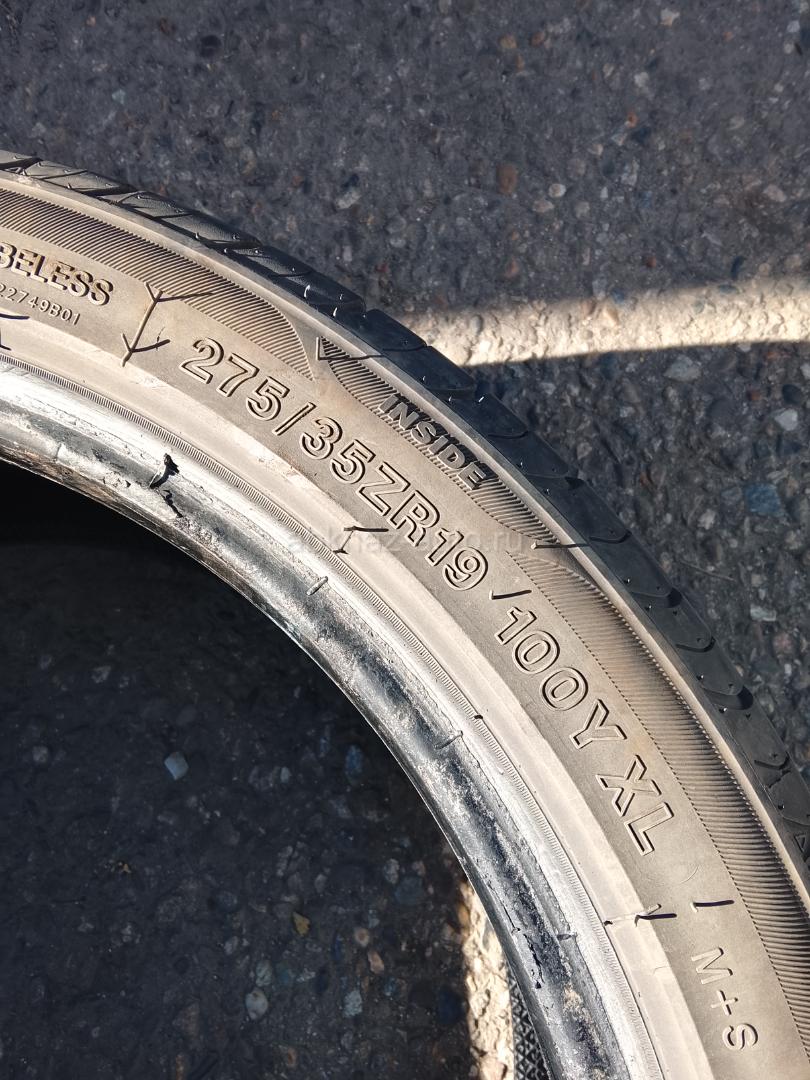 BELESS
22749B01
275/35ZR19 100Y XL
INSIDE
M+S